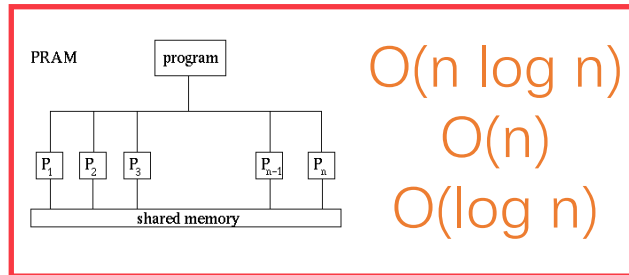 PRAM
program
P1
P2
P3
Pn-1
Pn
shared memory
O(n log n)
O(n)
O(log n)